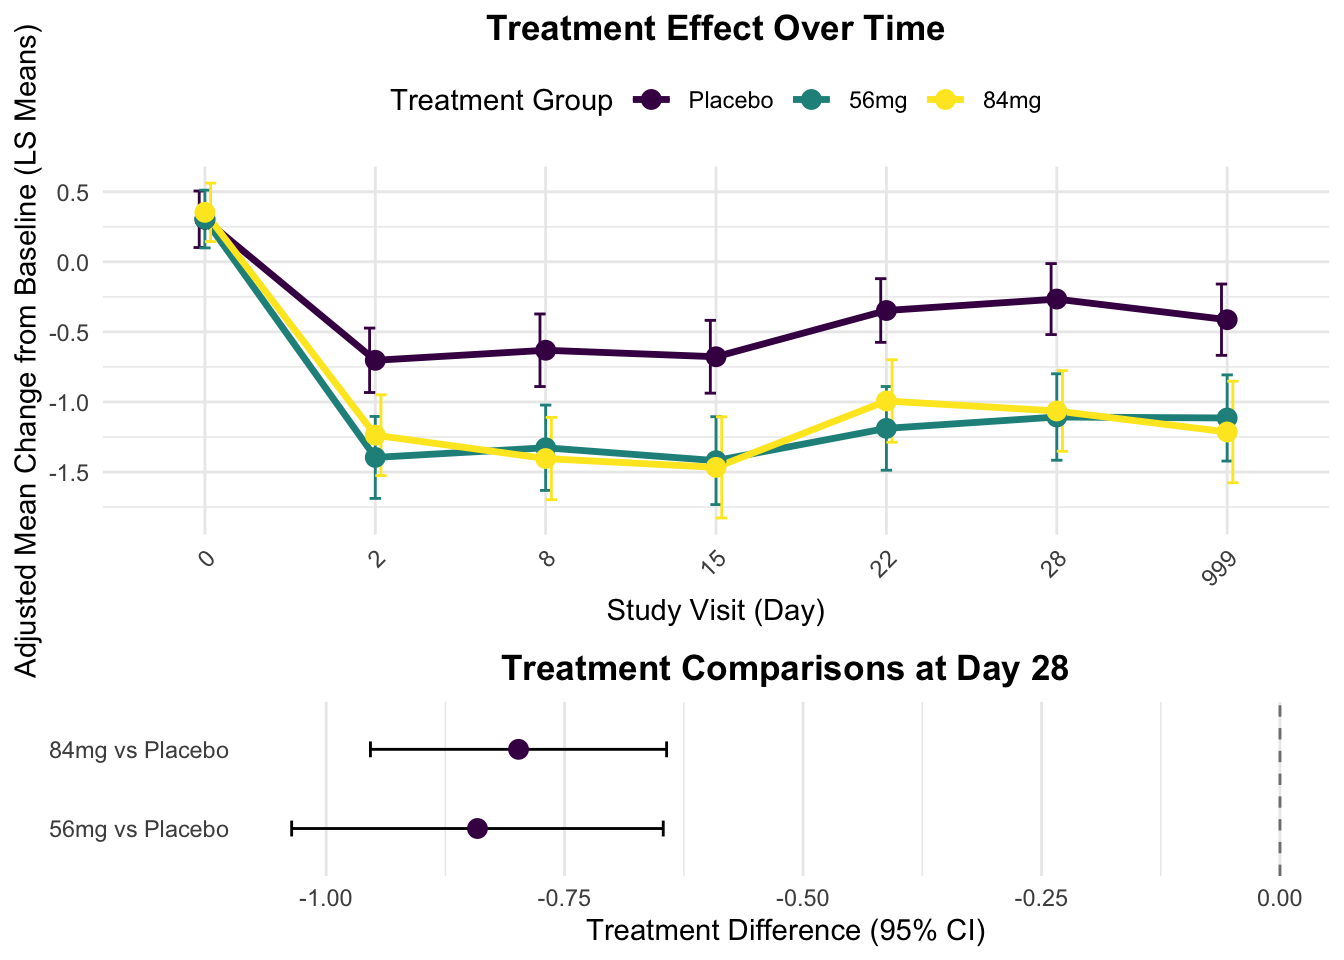 Treatment Effect Over Time
Treatment Group Placebo 56mg 84mg
Adjusted Mean Change from Baseline (LS Means)
0.5
0.0
-0.5
-1.0
-1.5
0 2 8 15 22 28 999
Study Visit (Day)
Treatment Comparisons at Day 28
84mg vs Placebo
56mg vs Placebo
-1.00 -0.75 -0.50 -0.25 0.00
Treatment Difference (95% CI)